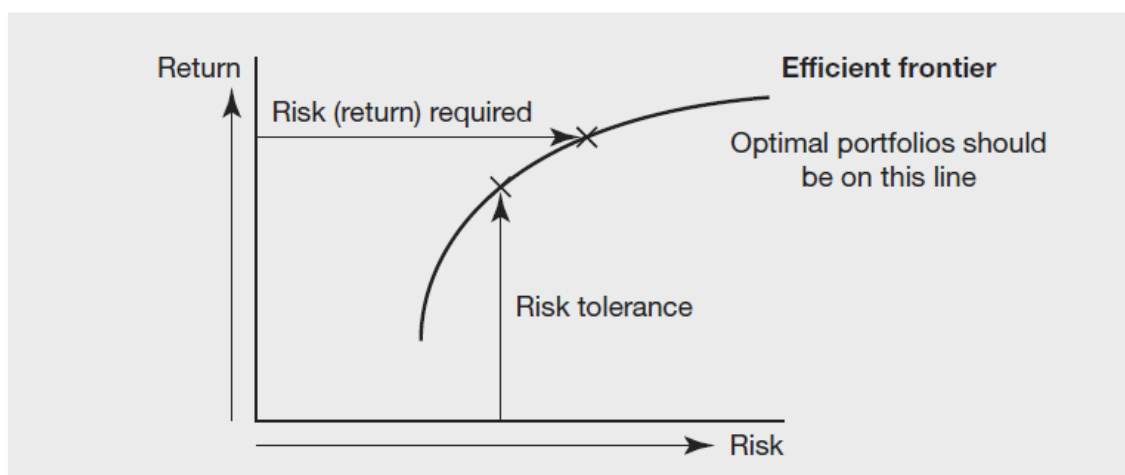 Return
Efficient frontier
Risk (return) required
Optimal portfolios should
be on this line
Risk tolerance
Risk